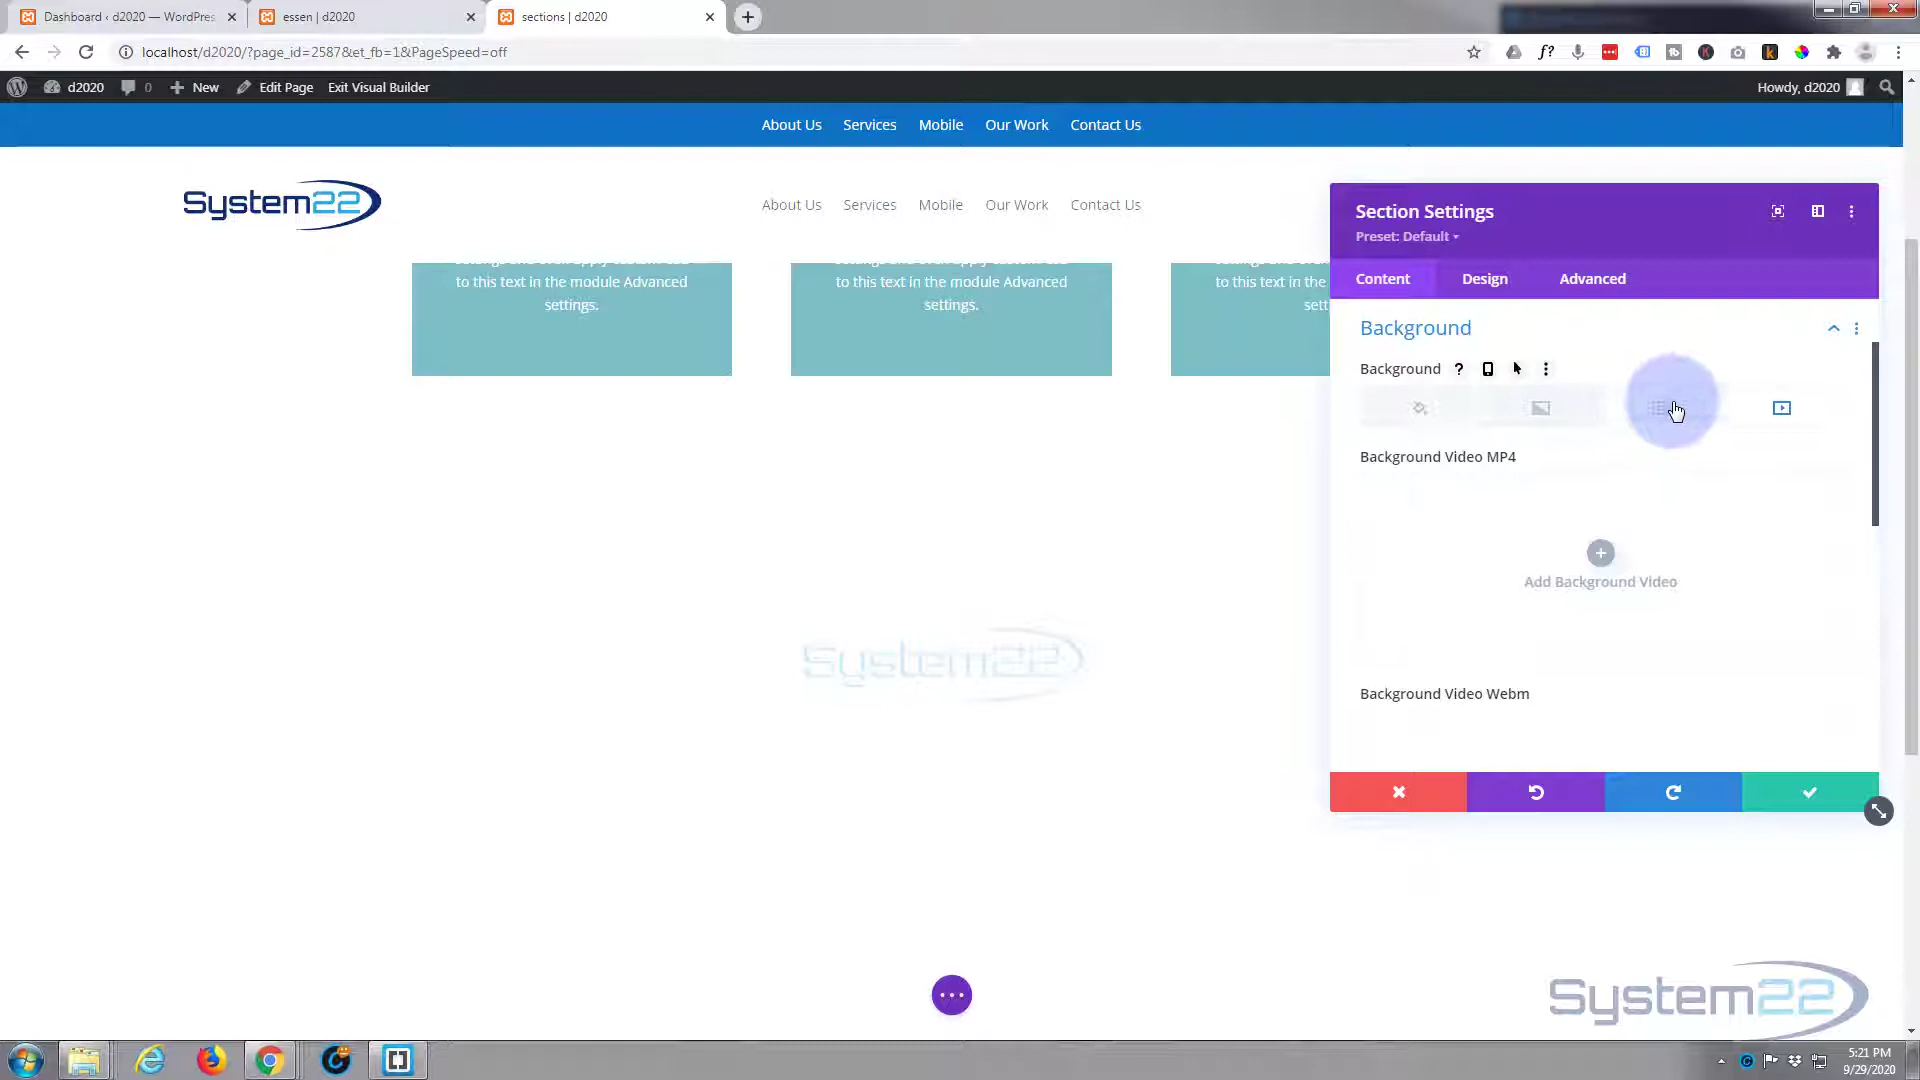 Dashboard ‹ d2020 — WordPres
essen | d2020
sections | d2020
localhost/d2020/?page_id=2587&et_fb=1&PageSpeed=off
d2020
0
New
Edit Page
Exit Visual Builder
Howdy, d2020
About Us
Services
Mobile
Our Work
Contact Us
System22
About Us
Services
Mobile
Our Work
Contact Us
to this text in the module Advanced
settings.
to this text in the module Advanced
settings.
to this text in the
sett
Section Settings
Preset: Default
Content
Design
Advanced
Background
Background
Background Video MP4
Add Background Video
Background Video Webm
System22
System22
5:21 PM
9/29/2020